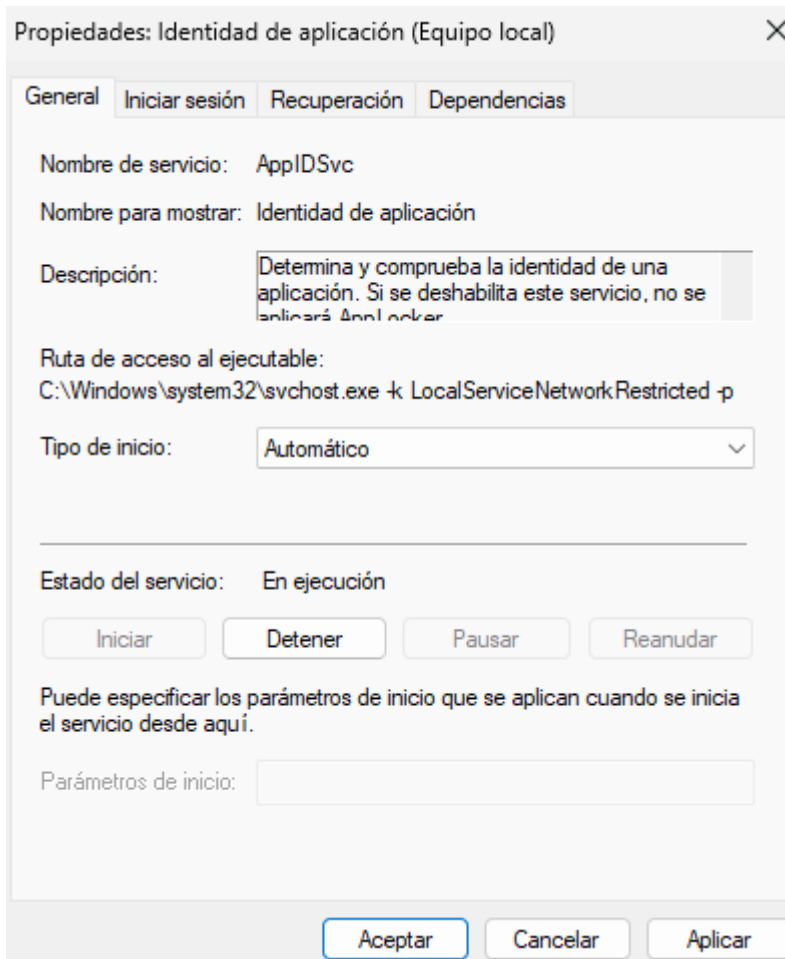 Propiedades: Identidad de aplicación (Equipo local)
General Iniciar sesión Recuperación Dependencias
Nombre de servicio: AppIDSvc
Nombre para mostrar: Identidad de aplicación
Descripción: Determina y comprueba la identidad de una
aplicación. Si se deshabilita este servicio, no se
aplicará AppLocker
Ruta de acceso al ejecutable:
C:\Windows\system32\svchost.exe -k LocalServiceNetworkRestricted -p
Tipo de inicio: Automático
Estado del servicio: En ejecución
Iniciar Detener Pausar Reanudar
Puede especificar los parámetros de inicio que se aplican cuando se inicia
el servicio desde aquí.
Parámetros de inicio:
Aceptar Cancelar Aplicar